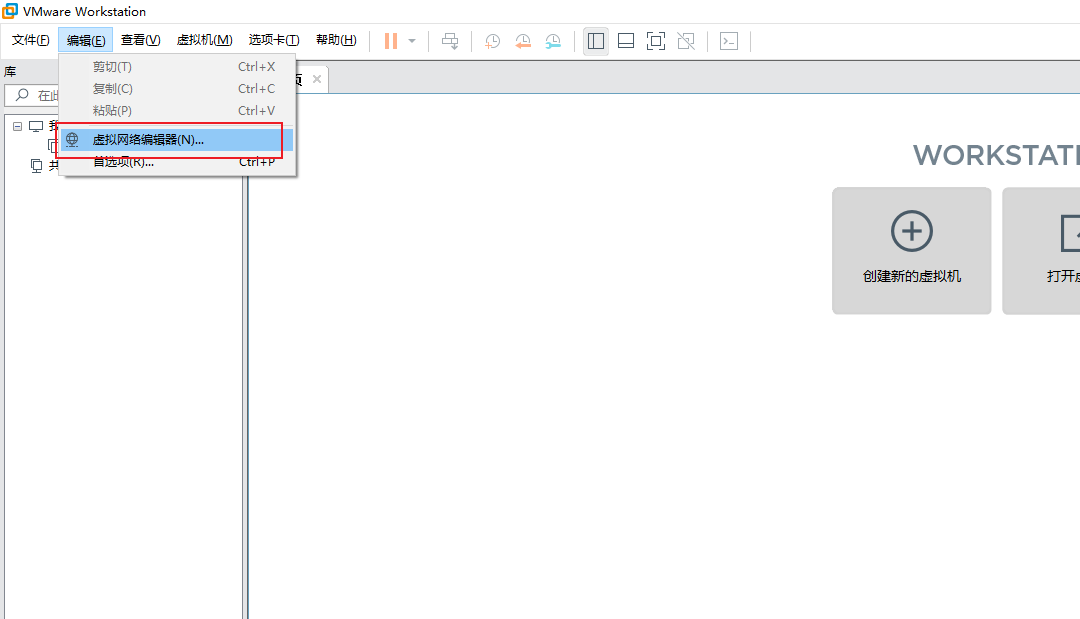 VMware Workstation
文件(F) 编辑(E) 查看(V) 虚拟机(M) 选项卡(T) 帮助(H)
库
剪切(T) Ctrl+X
页
在此
复制(C) Ctrl+C
粘贴(P) Ctrl+V
我
虚拟网络编辑器(N)...
共
首选项(R)... Ctrl+P
WORKSTATI
创建新的虚拟机
打开虚